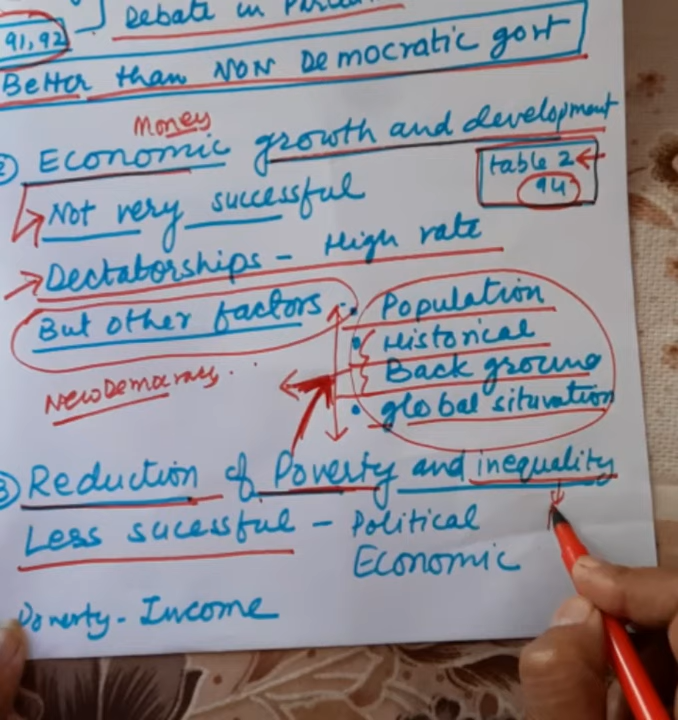 Debate in
91,92
Better than NON Democratic govt
Money
② Economic growth and development
table 2
94
Not very successful
Dectatorships - High rate
But other factors
• Population
• Historical
Back ground
• global situvation
New Democracy..
③ Reduction of Poverty and inequality
Less sucessful - Political
Economic
Poverty - Income